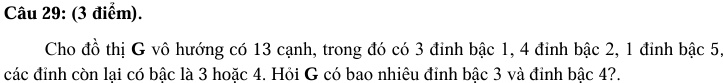 Câu 29: (3 điểm).
Cho đồ thị G vô hướng có 13 cạnh, trong đó có 3 đỉnh bậc 1, 4 đỉnh bậc 2, 1 đỉnh bậc 5,
các đỉnh còn lại có bậc là 3 hoặc 4. Hỏi G có bao nhiêu đỉnh bậc 3 và đỉnh bậc 4?.